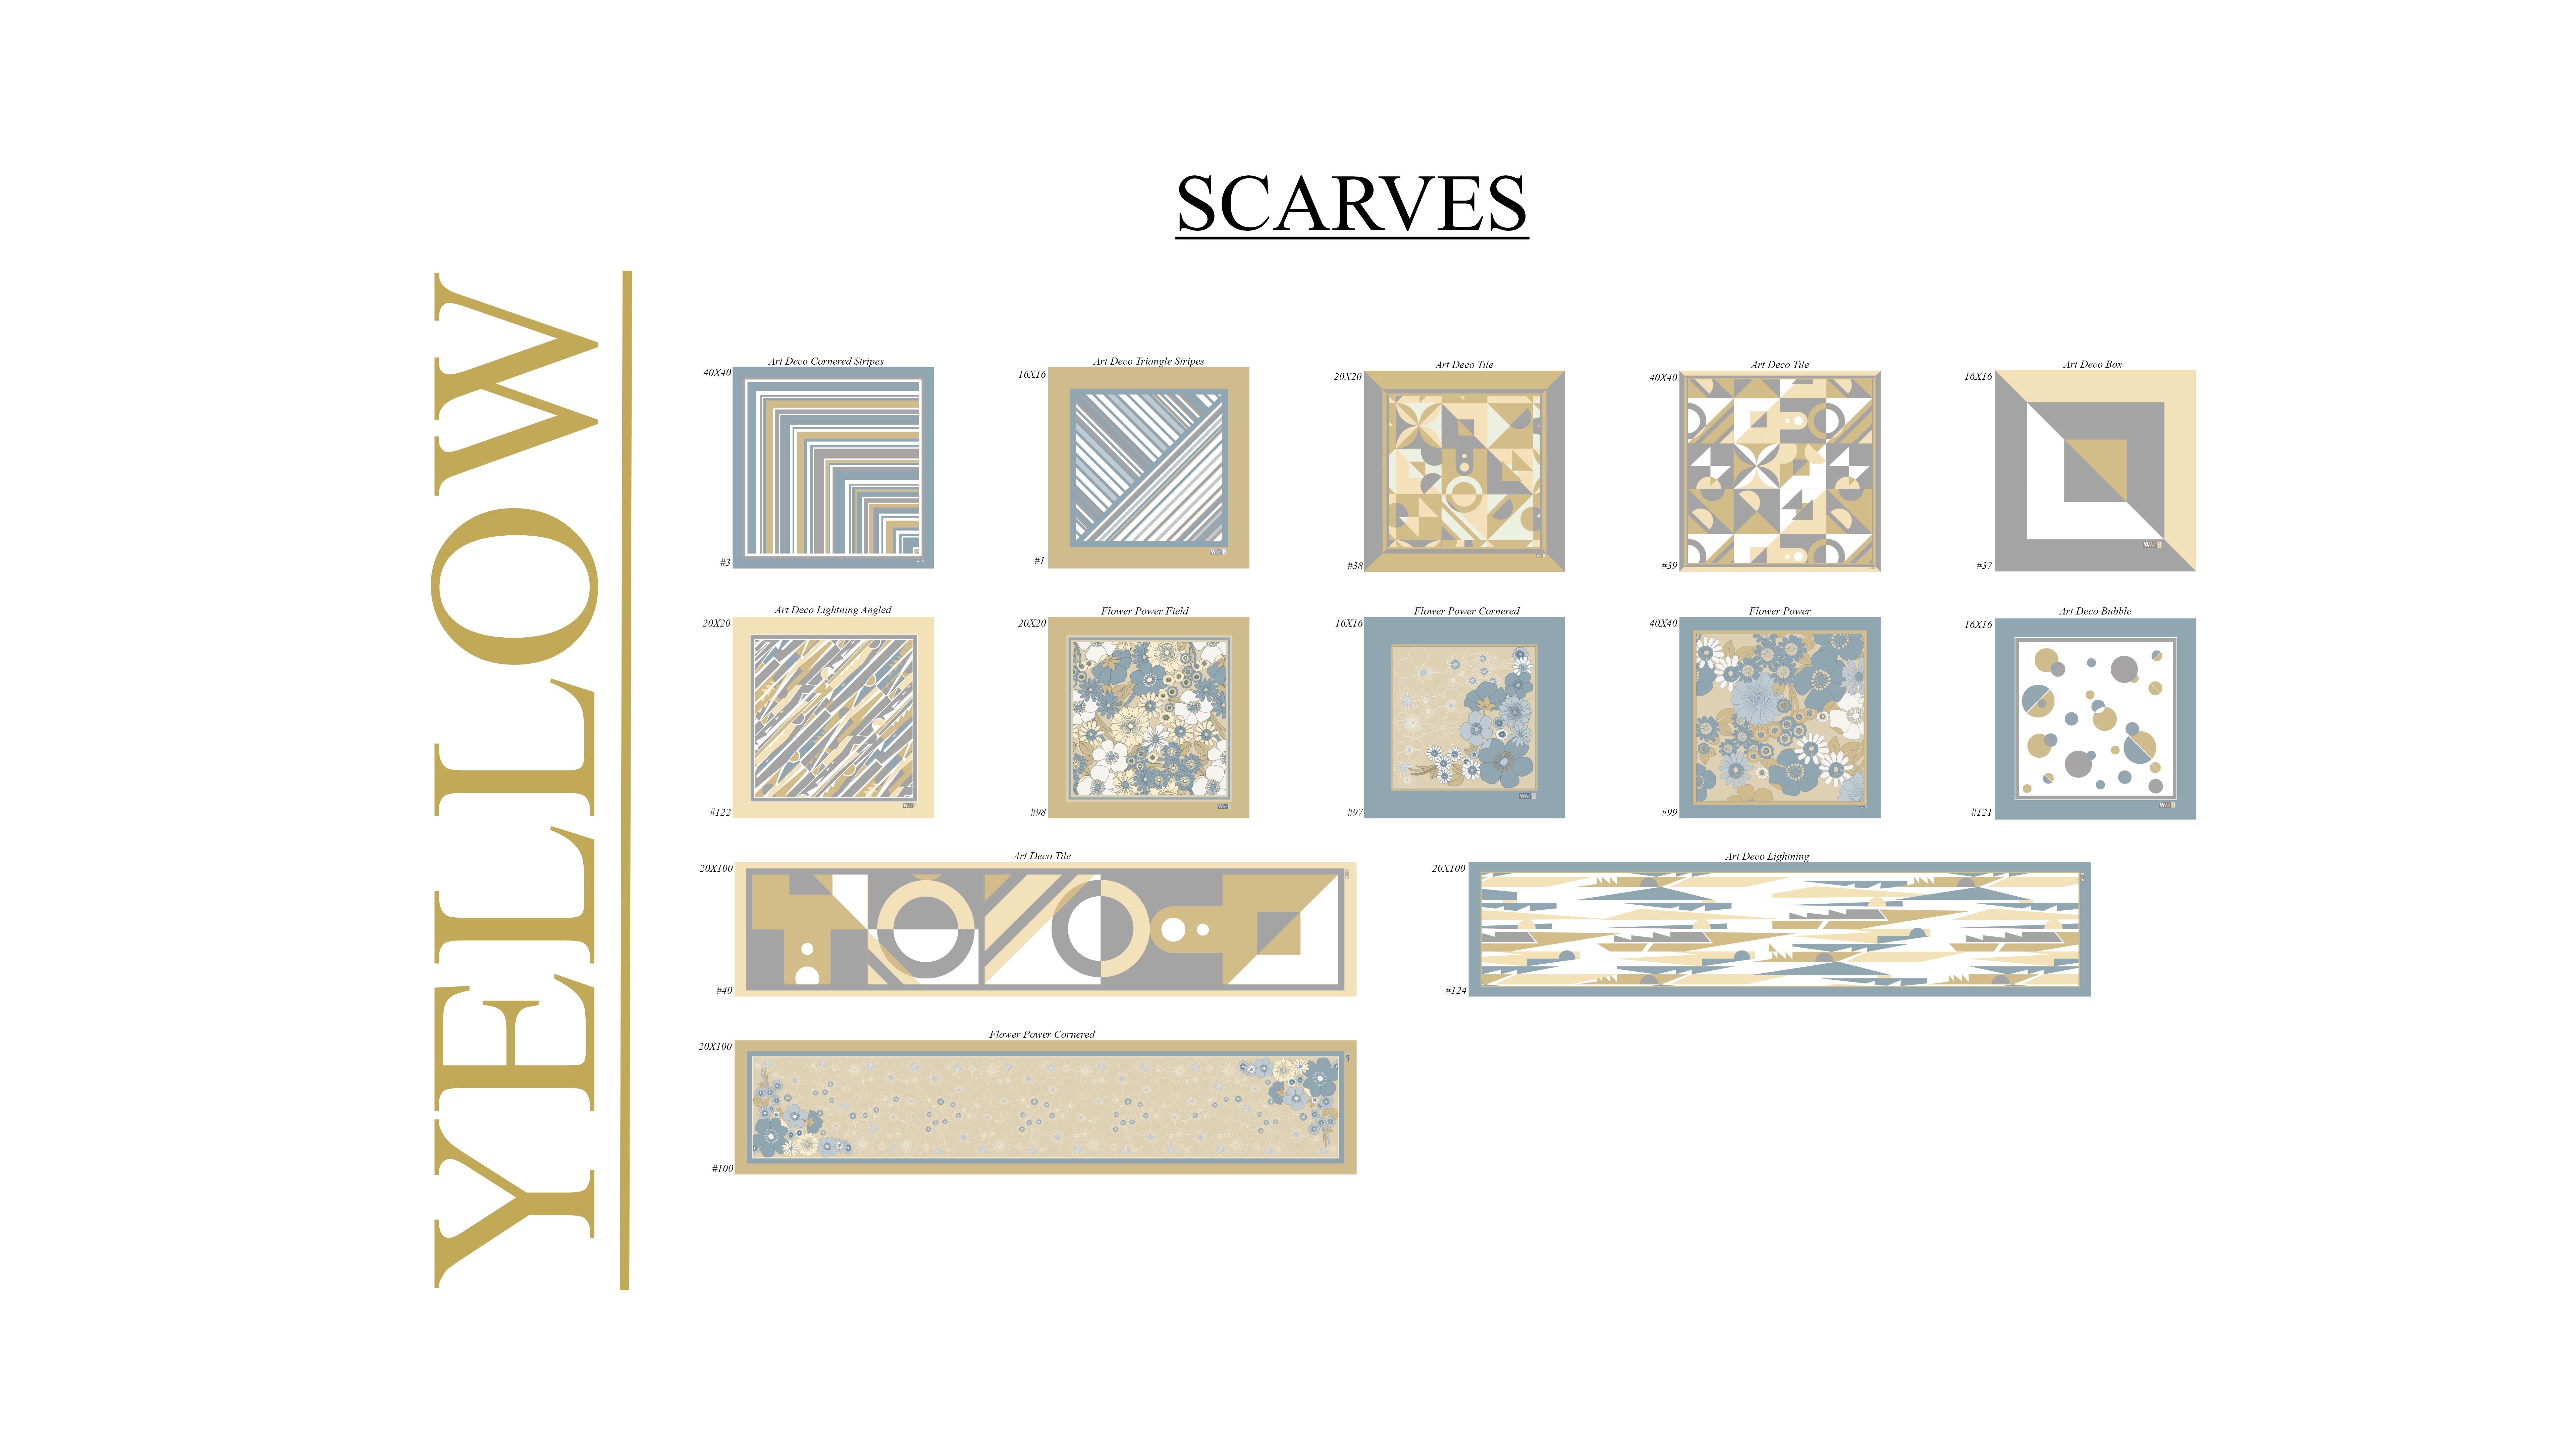 SCARVES
YELLOW
Art Deco Cornered Stripes
40X40
#3
Art Deco Triangle Stripes
16X16
#1
Art Deco Tile
20X20
#38
Art Deco Tile
40X40
#39
Art Deco Box
16X16
#37
Art Deco Lightning Angled
20X20
#122
Flower Power Field
20X20
#98
Flower Power Cornered
16X16
#97
Flower Power
40X40
#99
Art Deco Bubble
16X16
#121
Art Deco Tile
20X100
#40
Art Deco Lightning
20X100
#124
Flower Power Cornered
20X100
#100